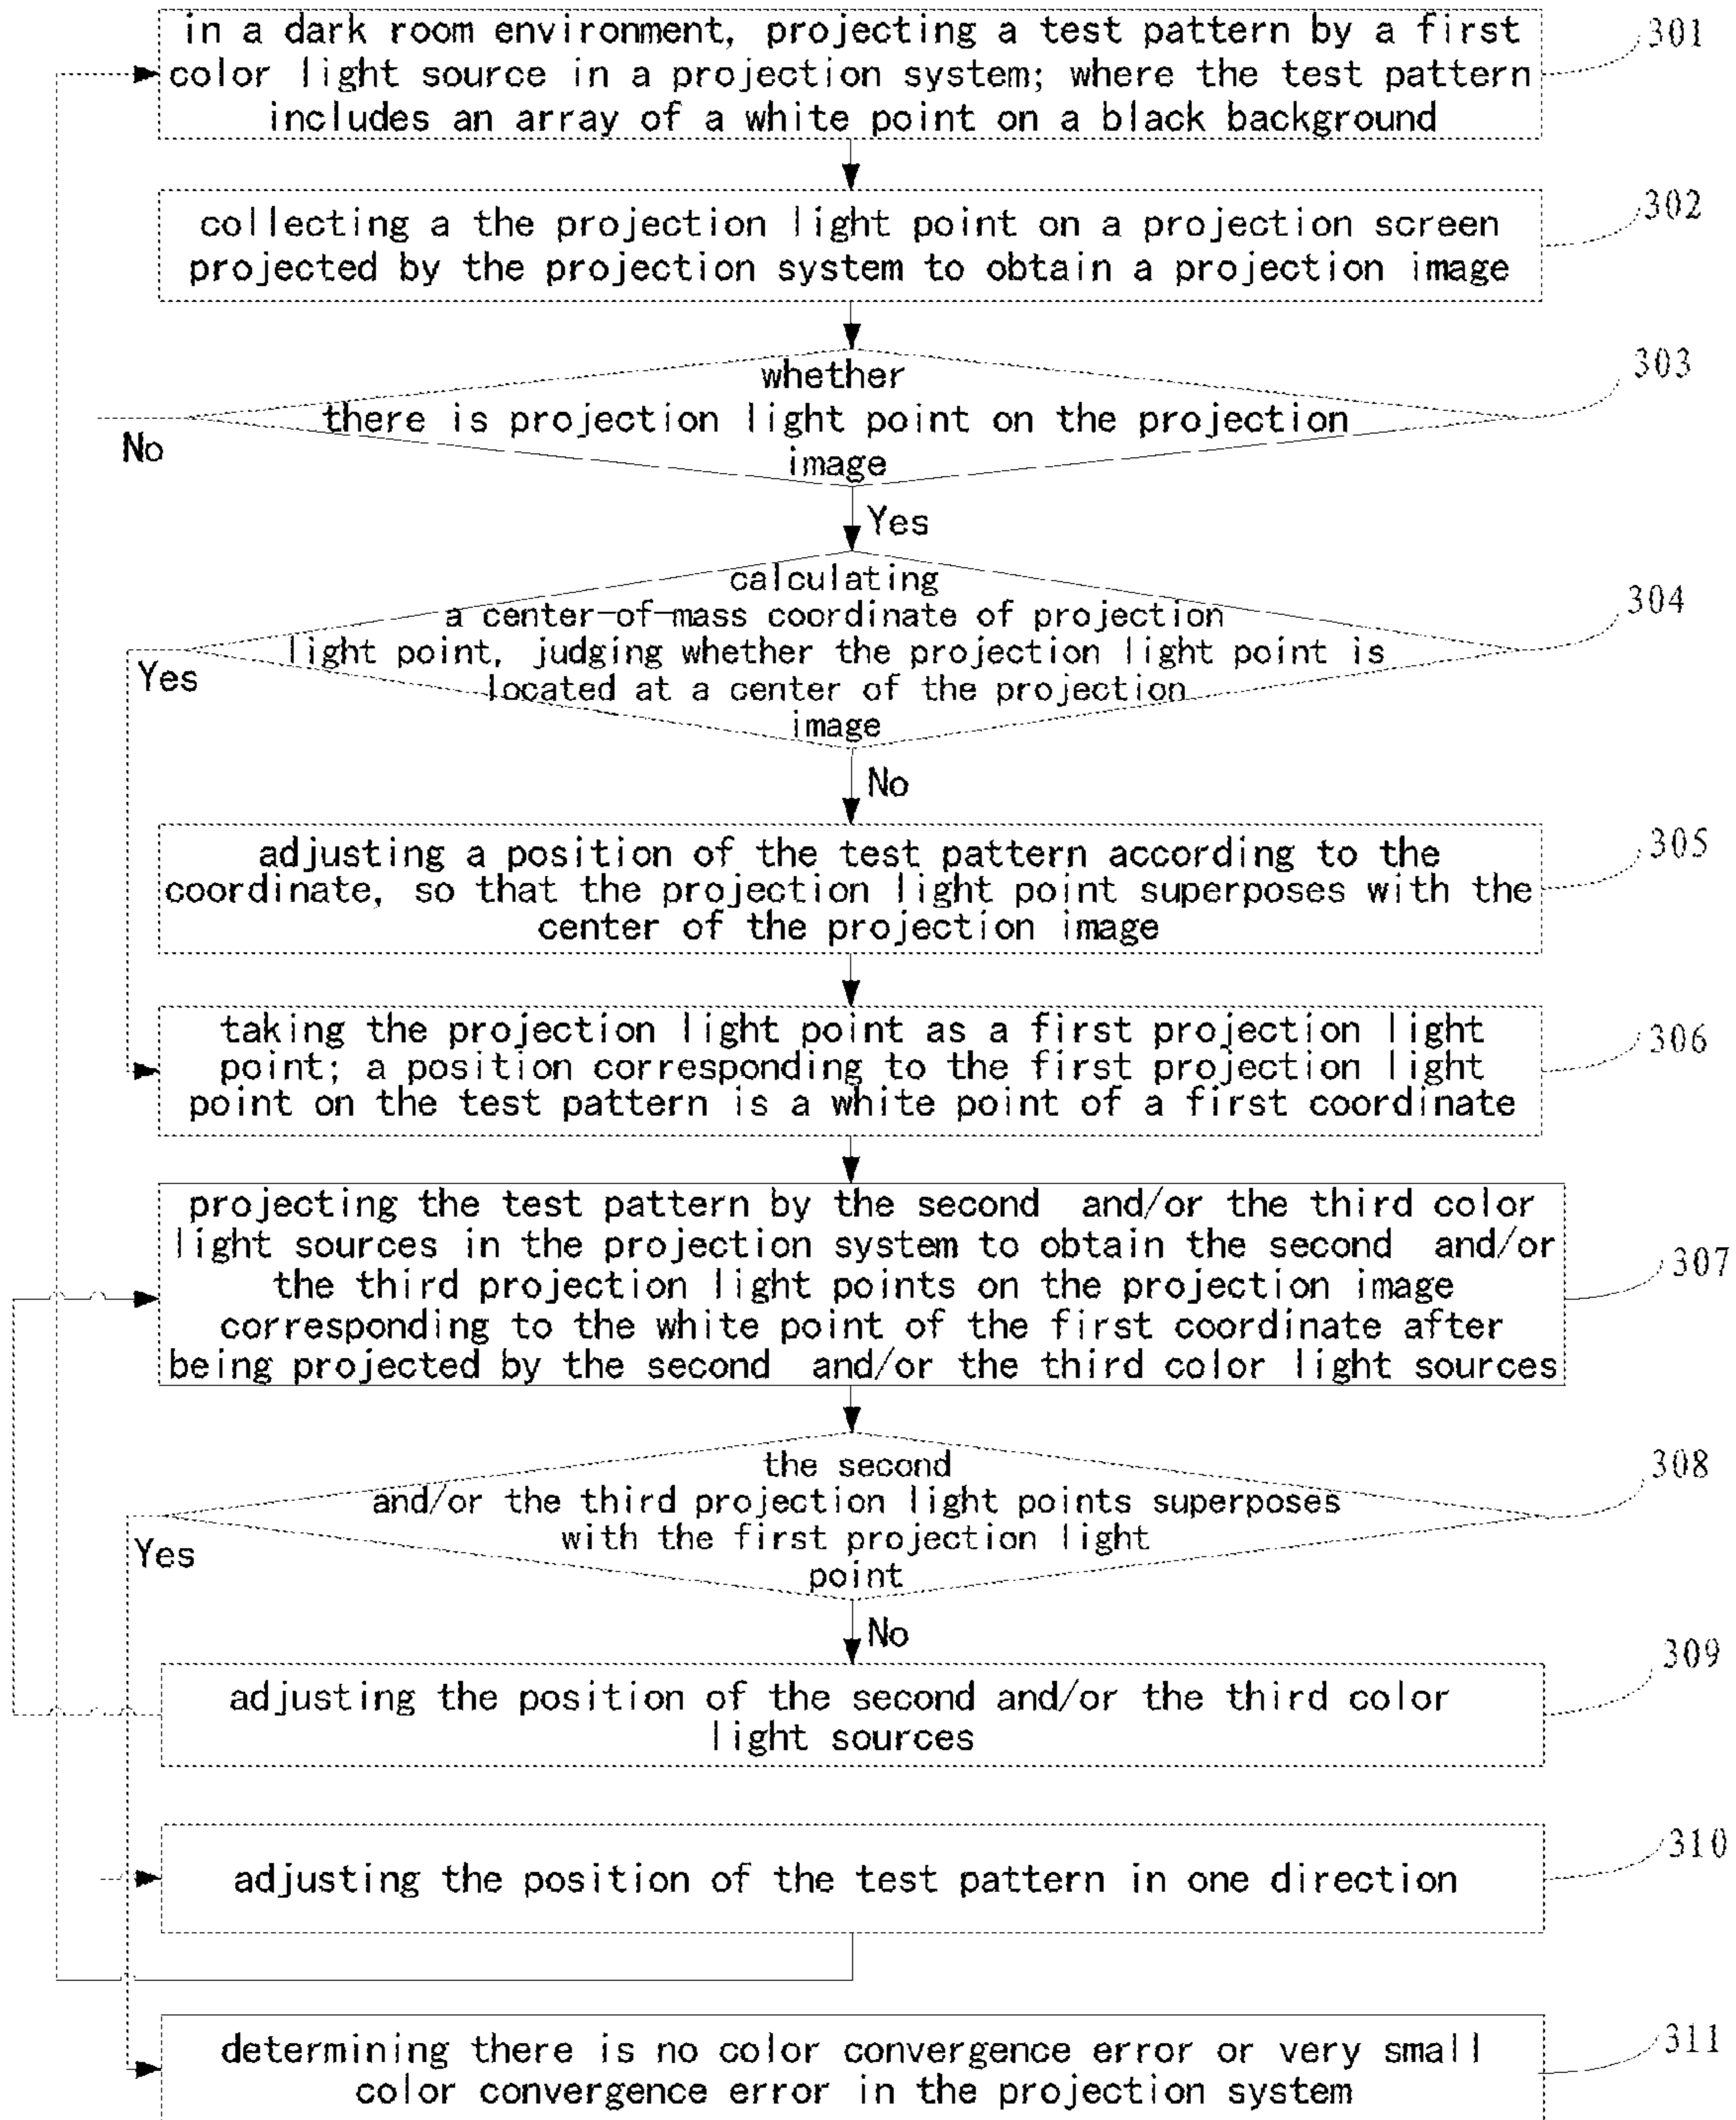 in a dark room environment, projecting a test pattern by a first
color light source in a projection system; where the test pattern
includes an array of a white point on a black background
301
collecting a the projection light point on a projection screen
projected by the projection system to obtain a projection image
302
whether
there is projection light point on the projection
image
303
No
Yes
calculating
a center-of-mass coordinate of projection
light point, judging whether the projection light point is
located at a center of the projection
image
304
Yes
No
adjusting a position of the test pattern according to the
coordinate, so that the projection light point superposes with the
center of the projection image
305
taking the projection light point as a first projection light
point; a position corresponding to the first projection light
point on the test pattern is a white point of a first coordinate
306
projecting the test pattern by the second and/or the third color
light sources in the projection system to obtain the second and/or
the third projection light points on the projection image
corresponding to the white point of the first coordinate after
being projected by the second and/or the third color light sources
307
the second
and/or the third projection light points superposes
with the first projection light
point
308
Yes
No
adjusting the position of the second and/or the third color
light sources
309
adjusting the position of the test pattern in one direction
310
determining there is no color convergence error or very small
color convergence error in the projection system
311